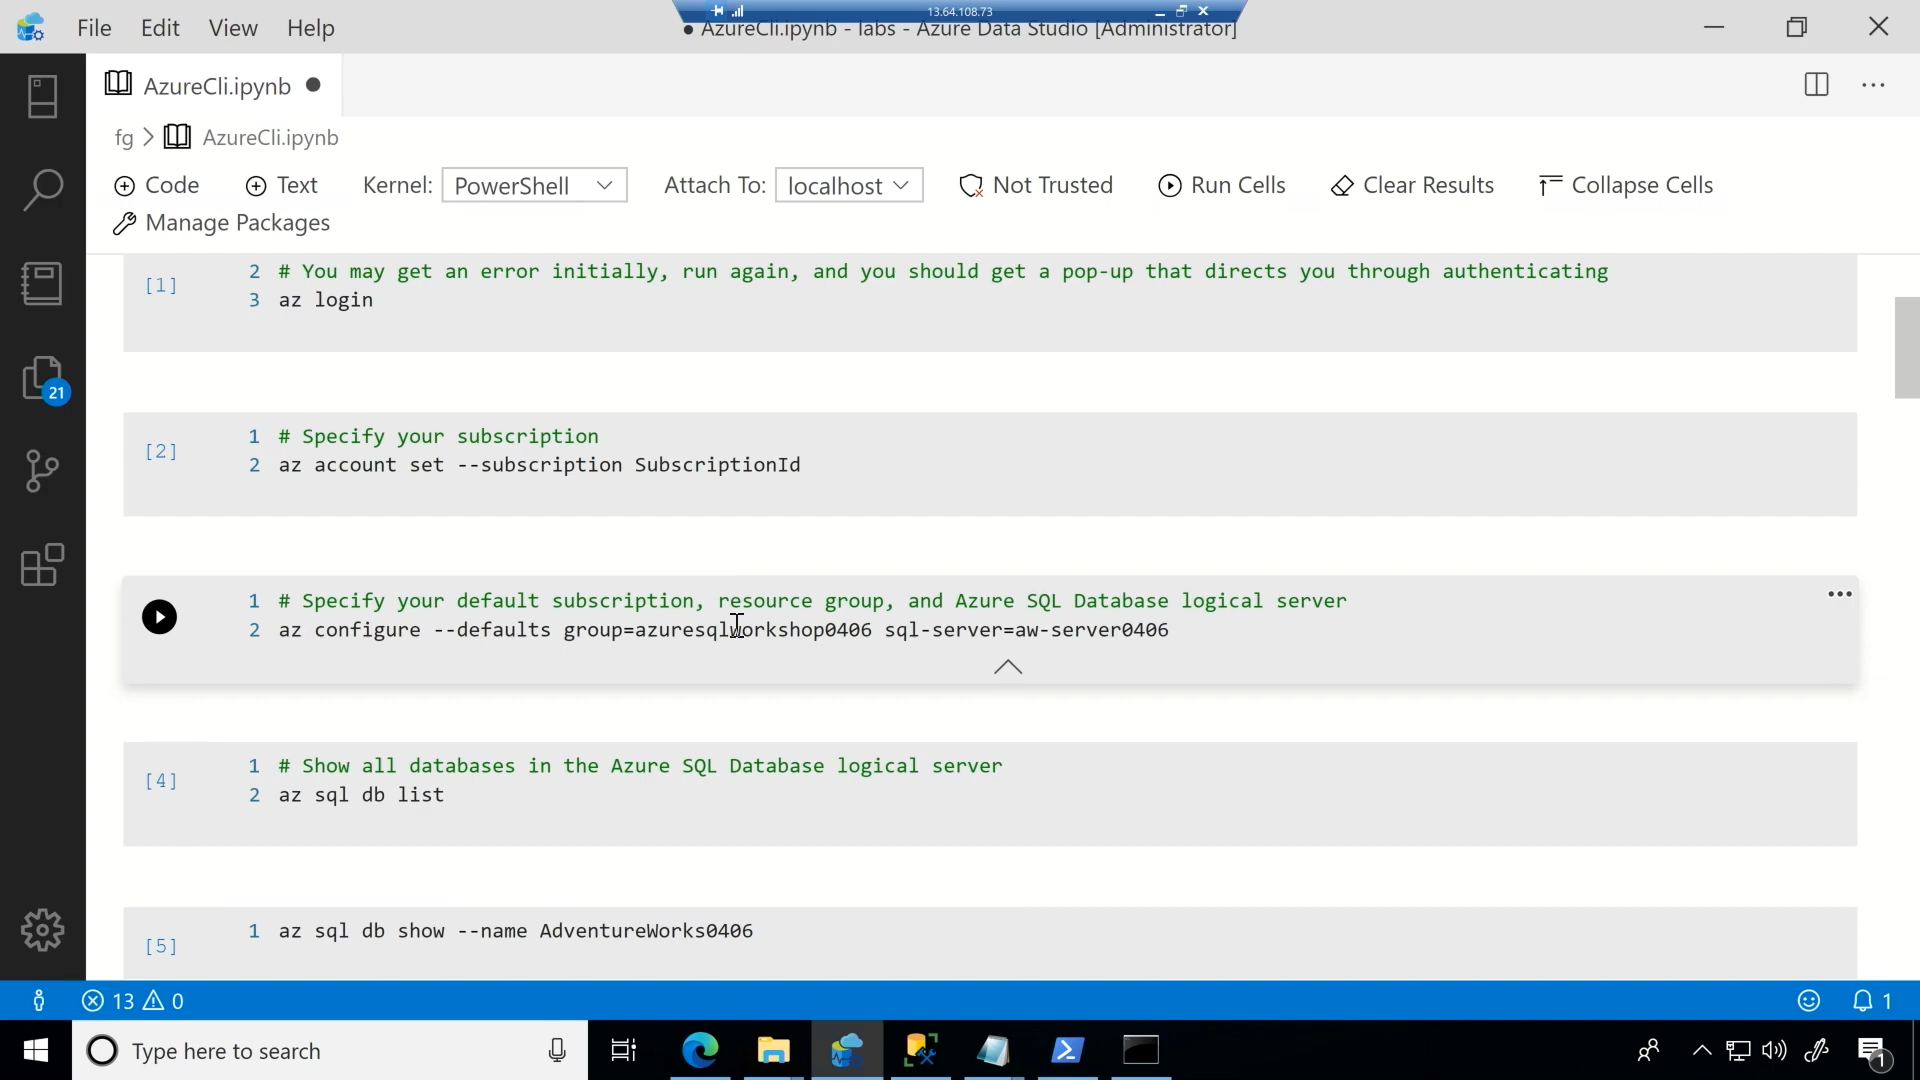 13.64.108.73
File Edit View Help
● AzureCli.ipynb - labs - Azure Data Studio [Administrator]
AzureCli.ipynb ●
fg > AzureCli.ipynb
Code Text Kernel: PowerShell Attach To: localhost Not Trusted Run Cells Clear Results Collapse Cells
Manage Packages
[1]
2 # You may get an error initially, run again, and you should get a pop-up that directs you through authenticating
3 az login
[2]
1 # Specify your subscription
2 az account set --subscription SubscriptionId
1 # Specify your default subscription, resource group, and Azure SQL Database logical server
2 az configure --defaults group=azuresqlworkshop0406 sql-server=aw-server0406
[4]
1 # Show all databases in the Azure SQL Database logical server
2 az sql db list
[5]
1 az sql db show --name AdventureWorks0406
21
13 0
1
Type here to search
1